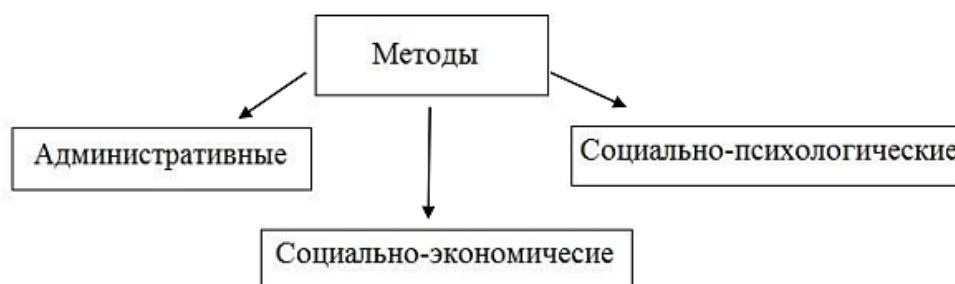 Методы
Административные
Социально-психологические
Социально-экономичесие